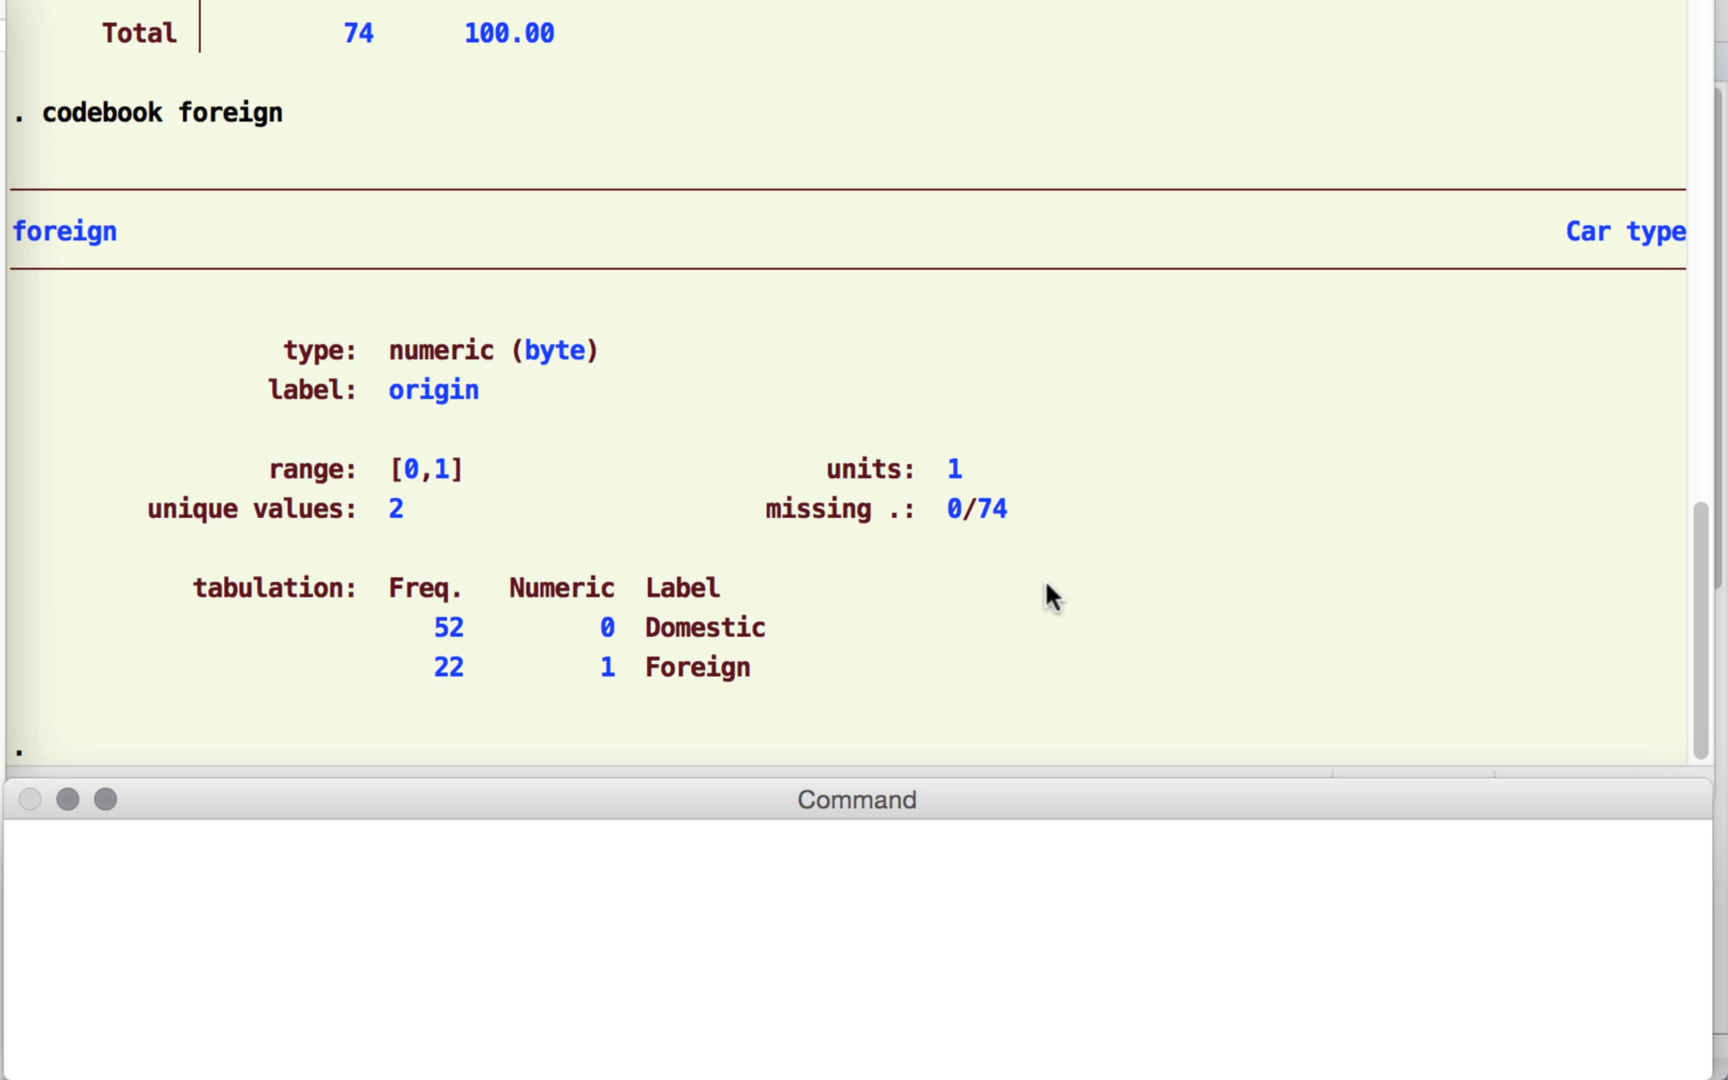 Total 74 100.00
. codebook foreign
foreign Car type
type: numeric (byte)
label: origin
range: [0,1] units: 1
unique values: 2 missing .: 0/74
tabulation: Freq. Numeric Label
52 0 Domestic
22 1 Foreign
.
Command